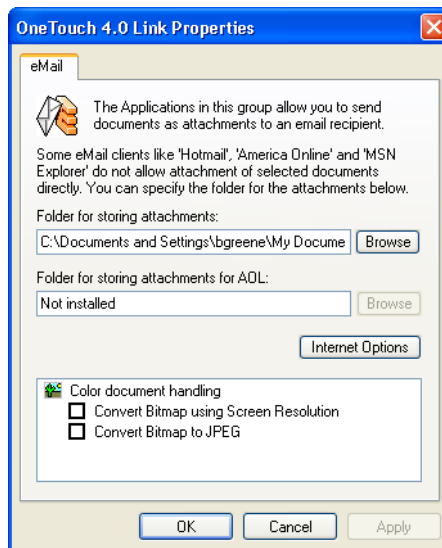 OneTouch 4.0 Link Properties
eMail
The Applications in this group allow you to send
documents as attachments to an email recipient.
Some eMail clients like 'Hotmail', 'America Online' and 'MSN
Explorer' do not allow attachment of selected documents
directly. You can specify the folder for the attachments below.
Folder for storing attachments:
C:\Documents and Settings\bgreene\My Docume Browse
Folder for storing attachments for AOL:
Not installed Browse
Internet Options
Color document handling
Convert Bitmap using Screen Resolution
Convert Bitmap to JPEG
OK Cancel Apply